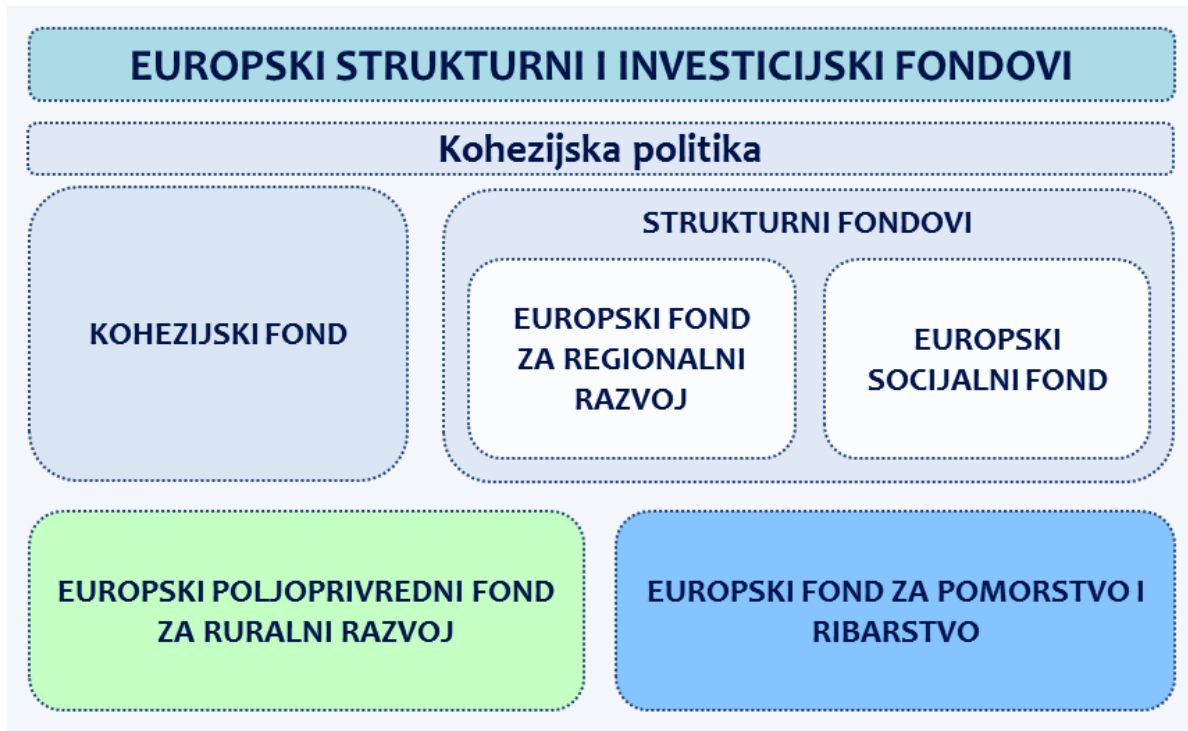 EUROPSKI STRUKTURNI I INVESTICIJSKI FONDOVI
Kohezijska politika
KOHEZIJSKI FOND
STRUKTURNI FONDOVI
EUROPSKI FOND
ZA REGIONALNI
RAZVOJ
EUROPSKI
SOCIJALNI FOND
EUROPSKI POLJOPRIVREDNI FOND
ZA RURALNI RAZVOJ
EUROPSKI FOND ZA POMORSTVO I
RIBARSTVO